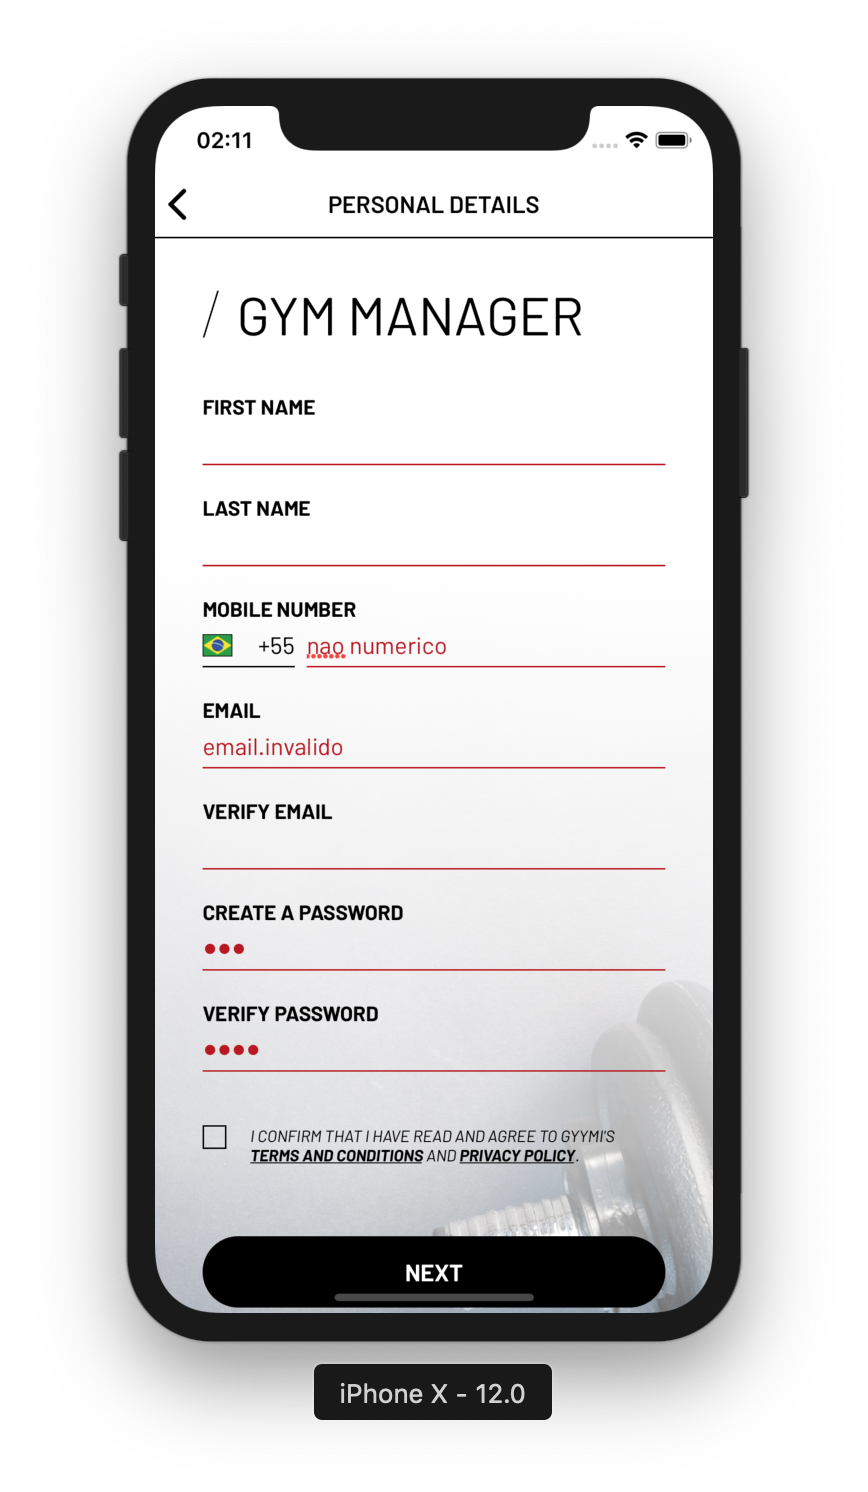 02:11
PERSONAL DETAILS
/ GYM MANAGER
FIRST NAME
LAST NAME
MOBILE NUMBER
+55 nao numerico
EMAIL
email.invalido
VERIFY EMAIL
CREATE A PASSWORD
VERIFY PASSWORD
I CONFIRM THAT I HAVE READ AND AGREE TO GYYMI'S
TERMS AND CONDITIONS AND PRIVACY POLICY.
NEXT
iPhone X - 12.0